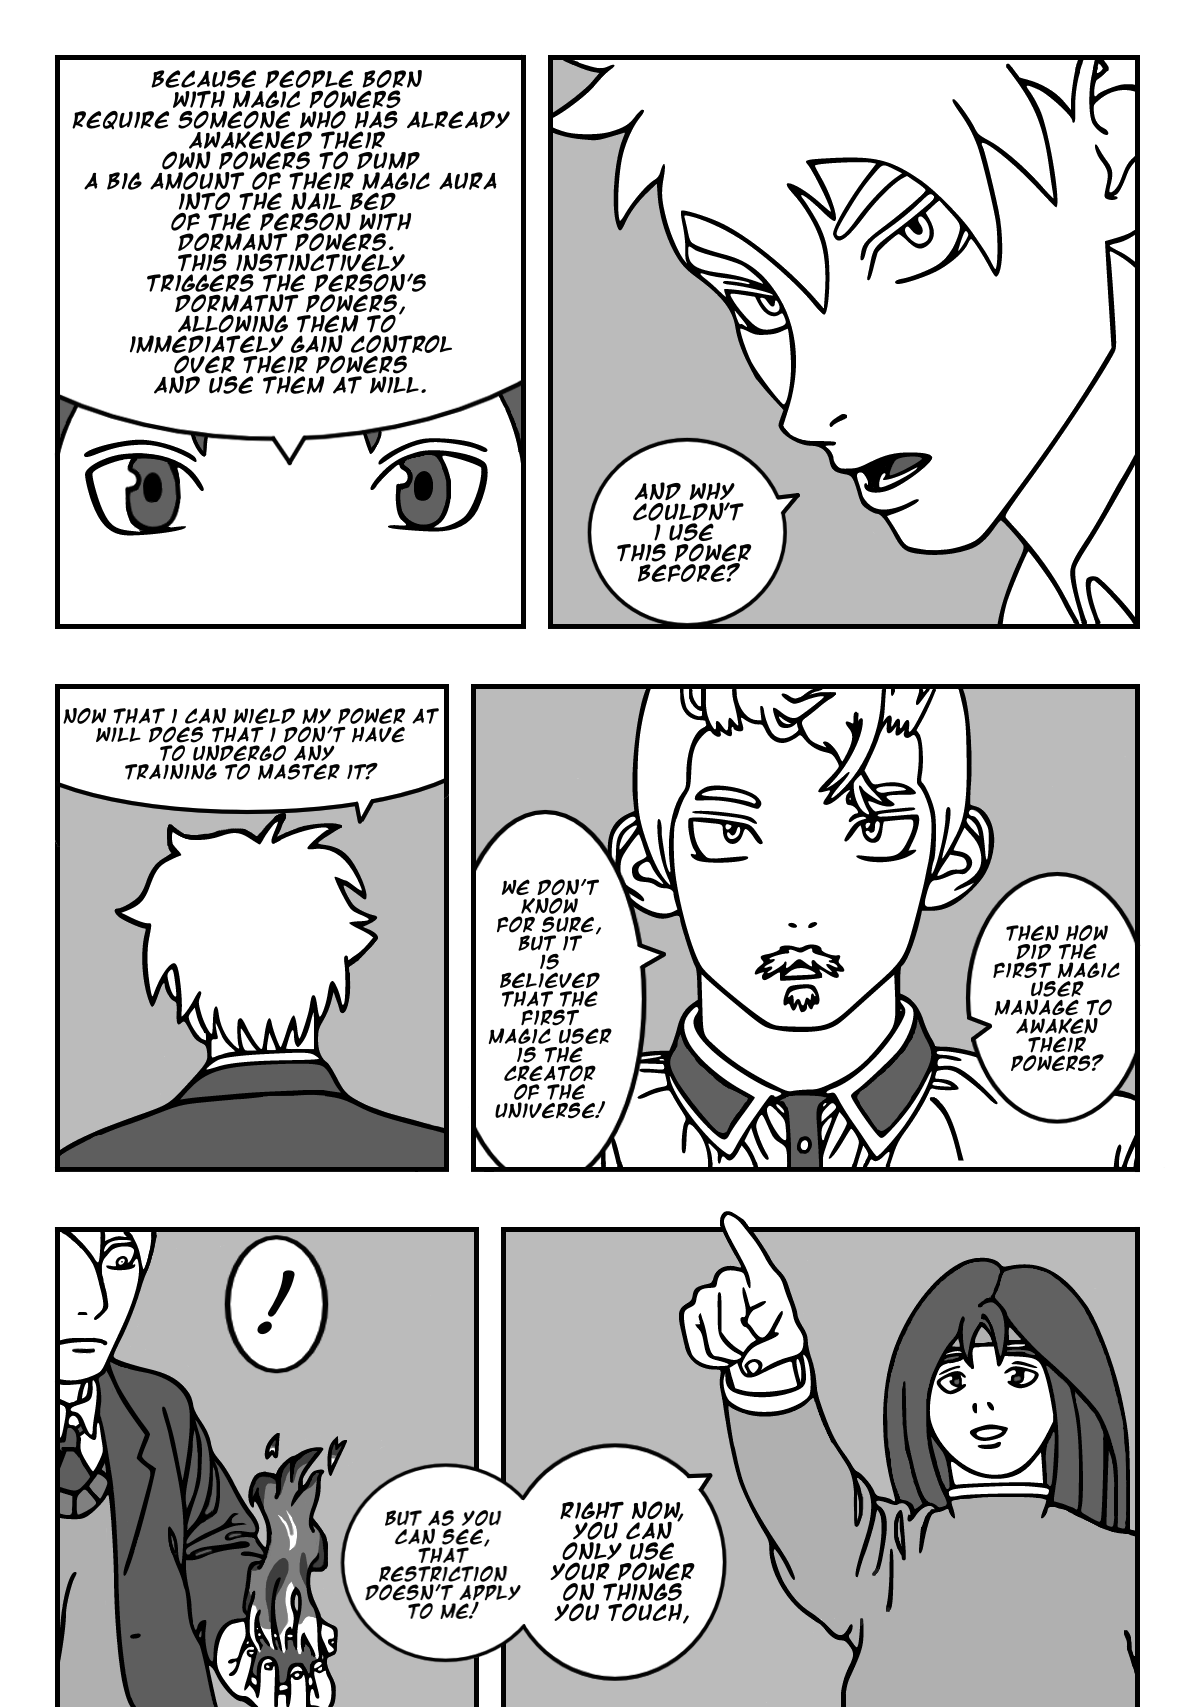 AND WHY
COULDN'T
I USE
THIS POWER
BEFORE?
BECAUSE PEOPLE BORN
WITH MAGIC POWERS
REQUIRE SOMEONE WHO HAS ALREADY
AWAKENED THEIR
OWN POWERS TO DUMP
A BIG AMOUNT OF THEIR MAGIC AURA
INTO THE NAIL BED
OF THE PERSON WITH
DORMANT POWERS.
THIS INSTINCTIVELY
TRIGGERS THE PERSON'S
DORMATNT POWERS,
ALLOWING THEM TO
IMMEDIATELY GAIN CONTROL
OVER THEIR POWERS
AND USE THEM AT WILL.
THEN HOW
DID THE
FIRST MAGIC
USER
MANAGE TO
AWAKEN
THEIR
POWERS?
WE DON'T
KNOW
FOR SURE,
BUT IT
IS
BELIEVED
THAT THE
FIRST
MAGIC USER
IS THE
CREATOR
OF THE
UNIVERSE!
NOW THAT I CAN WIELD MY POWER AT
WILL DOES THAT I DON'T HAVE
TO UNDERGO ANY
TRAINING TO MASTER IT?
RIGHT NOW,
YOU CAN
ONLY USE
YOUR POWER
ON THINGS
YOU TOUCH,
BUT AS YOU
CAN SEE,
THAT
RESTRICTION
DOESN'T APPLY
TO ME!
!